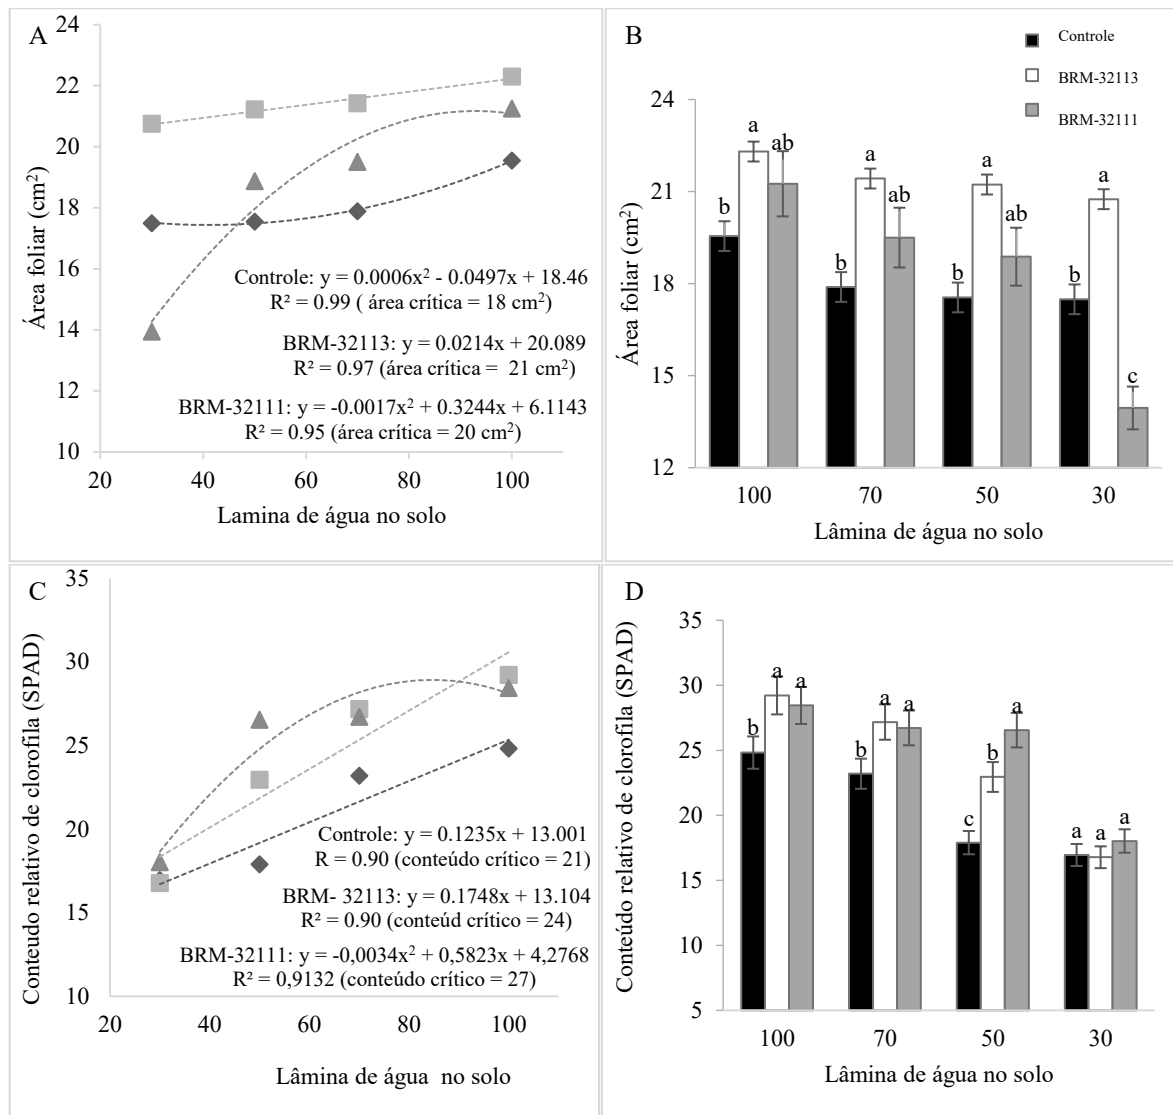 A
24
22
20
18
16
14
12
10
Área foliar (cm²)
Controle: y = 0.0006x² - 0.0497x + 18.46
R² = 0.99 ( área crítica = 18 cm²)
BRM-32113: y = 0.0214x + 20.089
R² = 0.97 (área crítica = 21 cm²)
BRM-32111: y = -0.0017x² + 0.3244x + 6.1143
R² = 0.95 (área crítica = 20 cm²)
20 40 60 80 100
Lamina de água no solo
B
Controle
BRM-32113
BRM-32111
24
21
18
15
12
Área foliar (cm²)
b a ab
b a ab
b a ab
b a c
100 70 50 30
Lâmina de água no solo
C
35
30
25
20
15
10
Conteudo relativo de clorofila (SPAD)
Controle: y = 0.1235x + 13.001
R = 0.90 (conteúdo crítico = 21)
BRM- 32113: y = 0.1748x + 13.104
R² = 0.90 (conteúd crítico = 24)
BRM-32111: y = -0,0034x² + 0,5823x + 4,2768
R² = 0,9132 (conteúdo crítico = 27)
20 40 60 80 100
Lâmina de água no solo
D
35
30
25
20
15
10
5
Conteúdo relativo de clorofila (SPAD)
b a a
b a a
c b a
a a a
100 70 50 30
Lâmina de água no solo